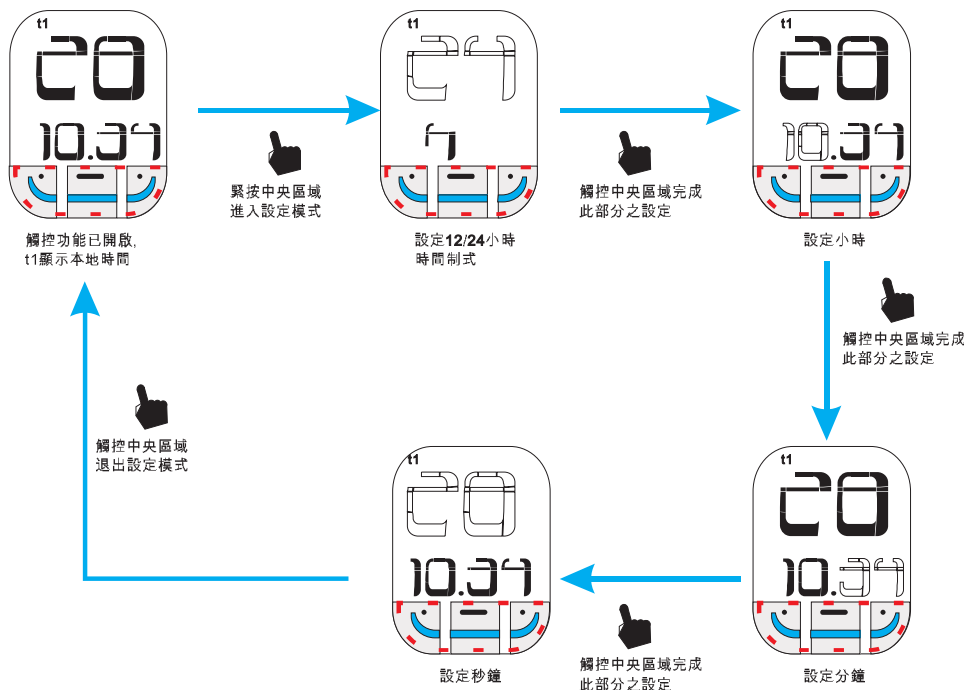 t1
20
10.37
觸控功能已開啟,
t1顯示本地時間
緊按中央區域
進入設定模式
t1
24
設定12/24小時
時間制式
觸控中央區域完成
此部分之設定
t1
20
10.37
設定小時
觸控中央區域完成
此部分之設定
t1
20
10.37
設定分鐘
觸控中央區域完成
此部分之設定
t1
20
10.37
設定秒鐘
觸控中央區域
退出設定模式